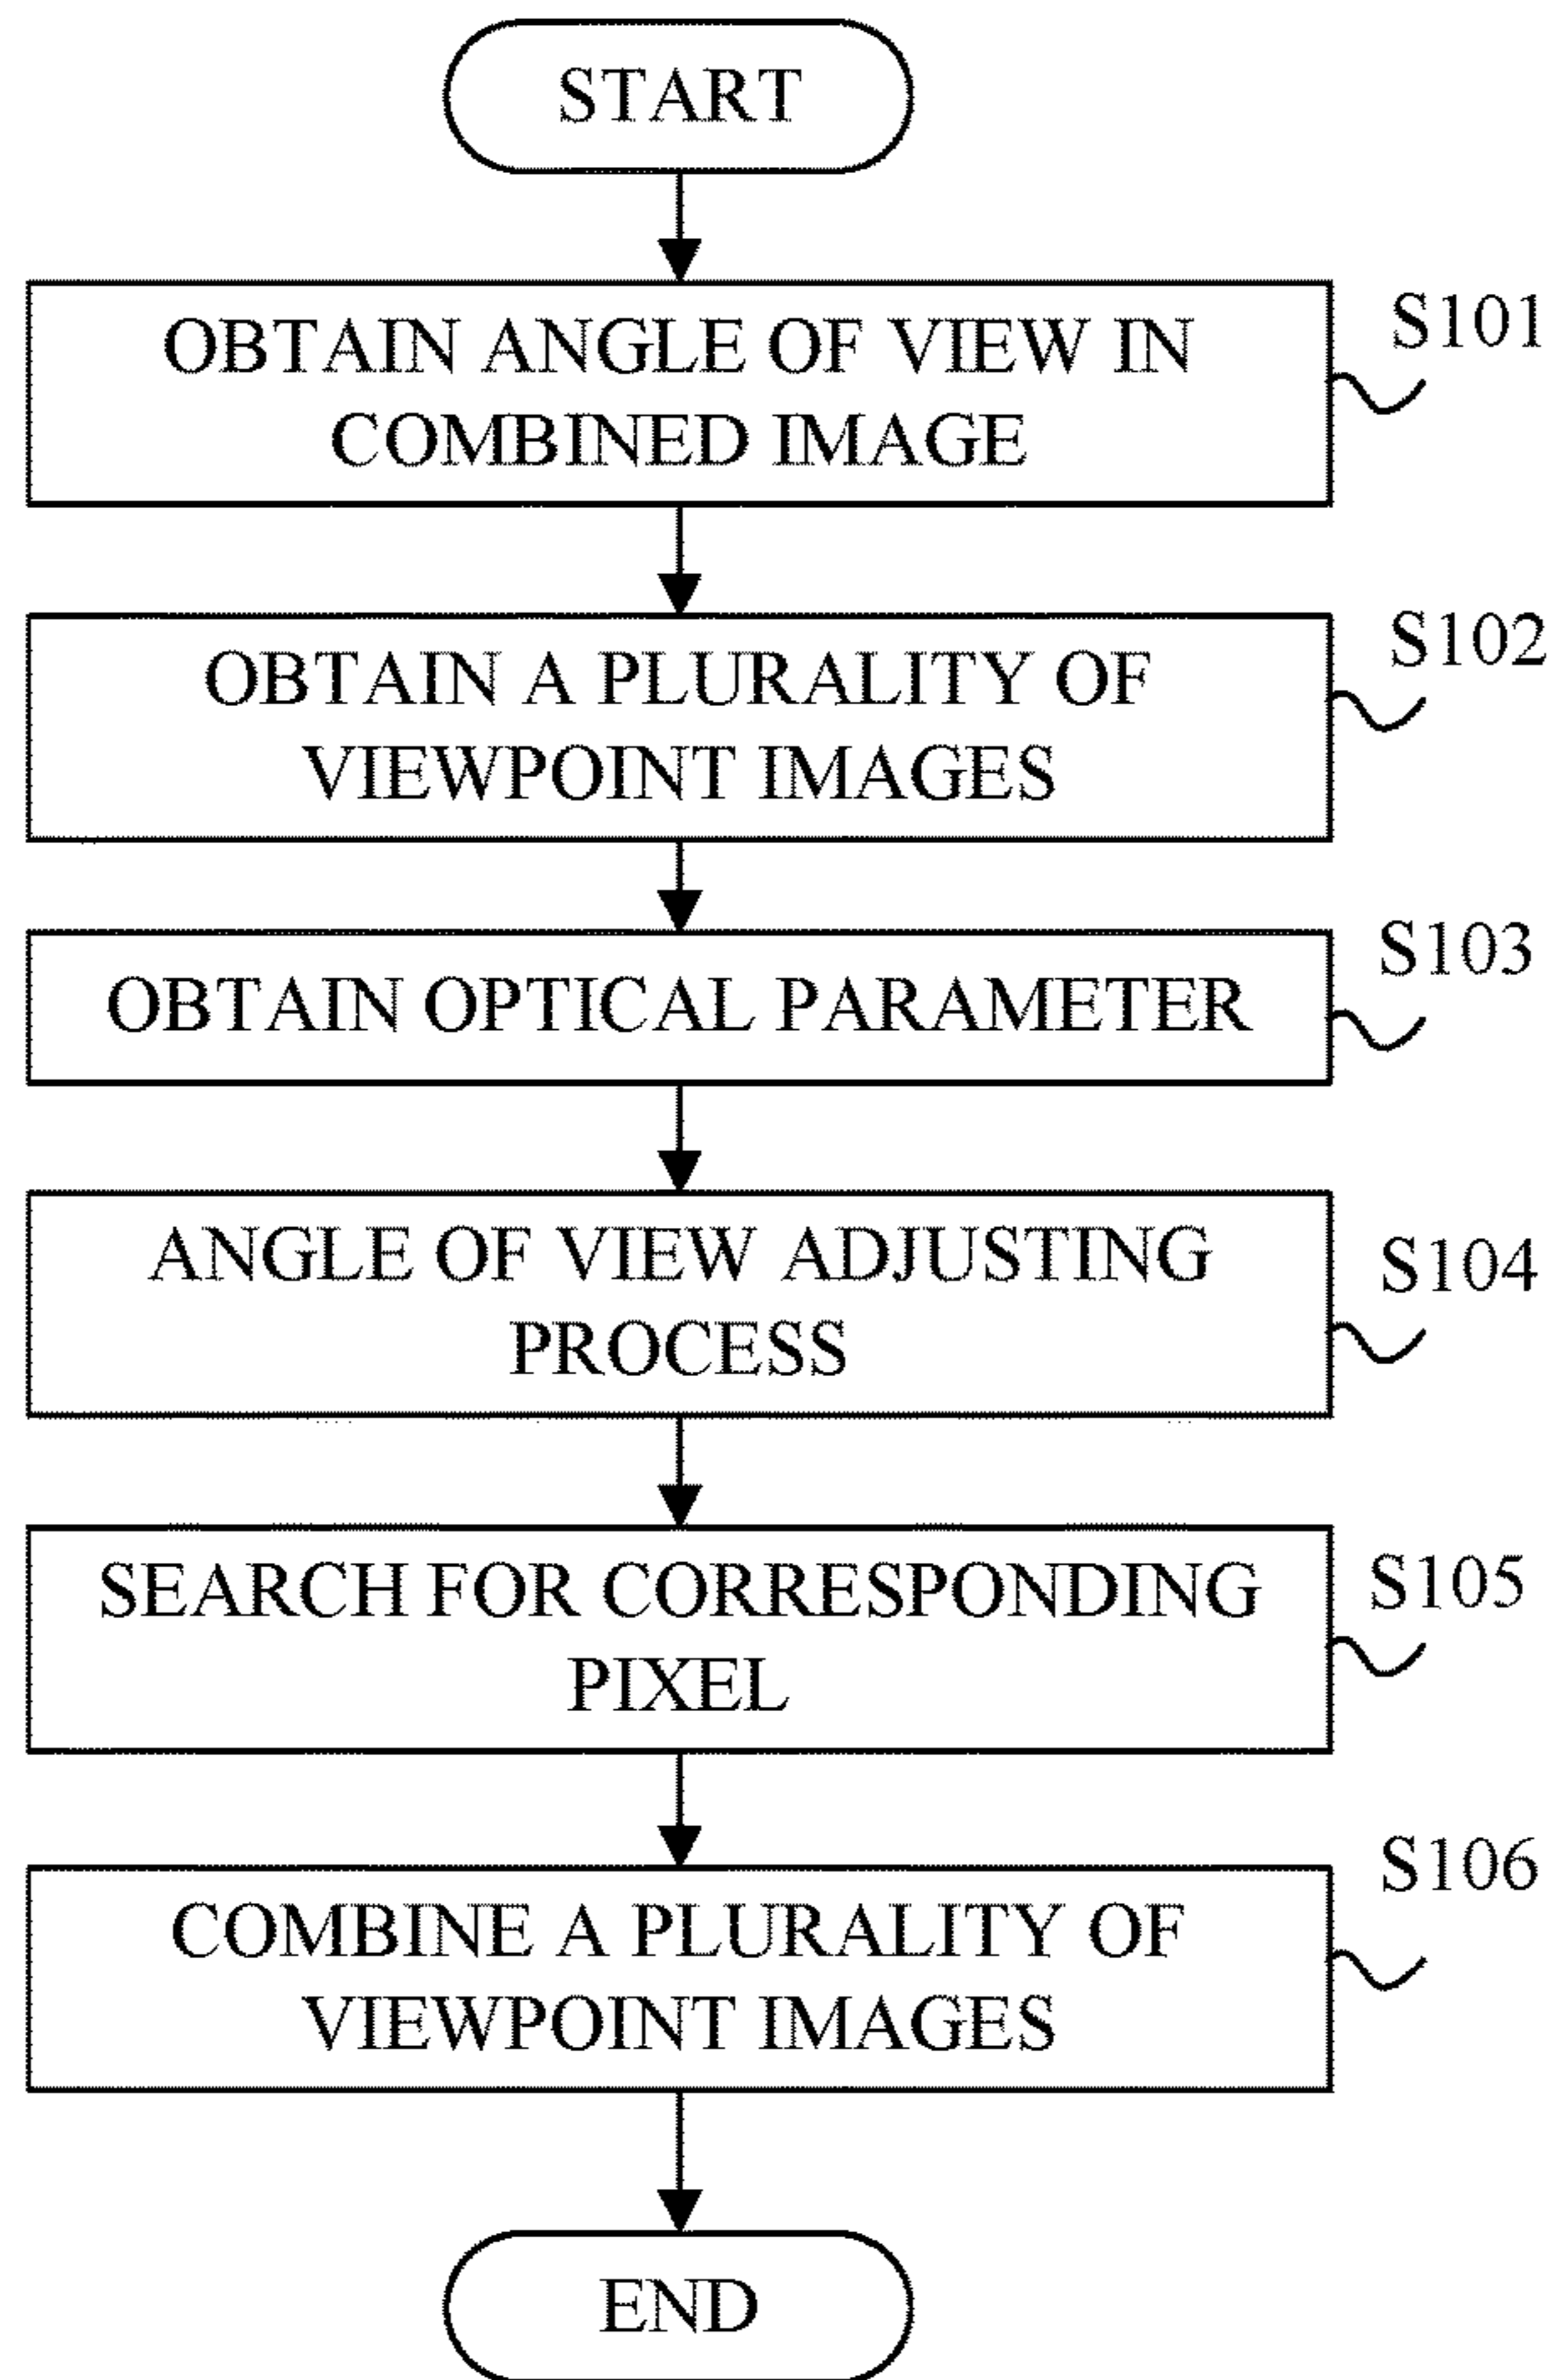 START
OBTAIN ANGLE OF VIEW IN
COMBINED IMAGE
S101
OBTAIN A PLURALITY OF
VIEWPOINT IMAGES
S102
OBTAIN OPTICAL PARAMETER
S103
ANGLE OF VIEW ADJUSTING
PROCESS
S104
SEARCH FOR CORRESPONDING
PIXEL
S105
COMBINE A PLURALITY OF
VIEWPOINT IMAGES
S106
END